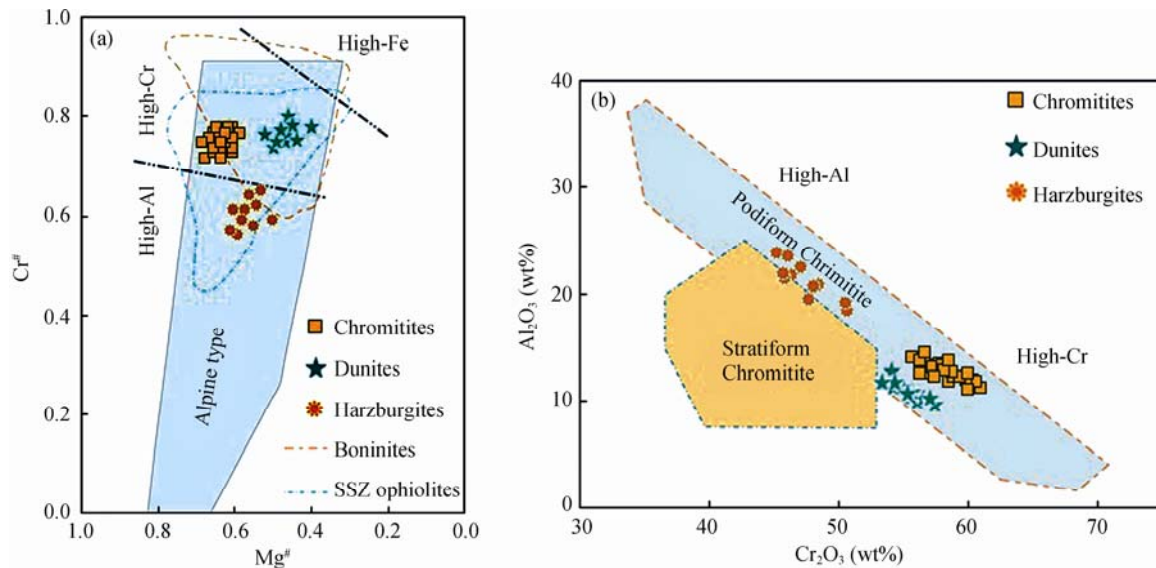 (a)
High-Fe
High-Cr
High-Al
Alpine type
Chromitites
Dunites
Harzburgites
Boninites
SSZ ophiolites
1.0
0.8
0.6
0.4
0.2
0.0
Cr#
1.0 0.8 0.6 0.4 0.2 0.0
Mg#
(b)
Chromitites
Dunites
Harzburgites
High-Al
Podiform Chrimitite
High-Cr
Stratiform
Chromitite
40
30
20
10
0
Al2O3 (wt%)
30 40 50 60 70
Cr2O3 (wt%)